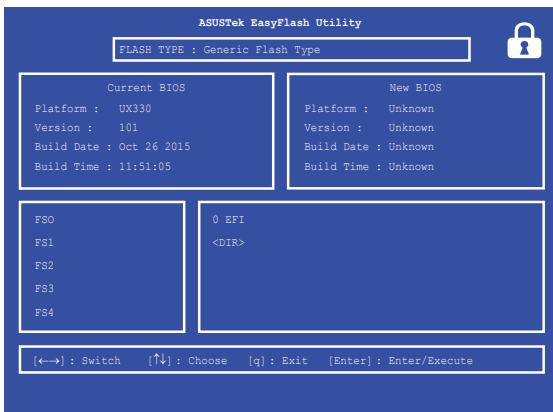 ASUSTek EasyFlash Utility
FLASH TYPE : Generic Flash Type
Current BIOS
Platform : UX330
Version : 101
Build Date : Oct 26 2015
Build Time : 11:51:05
New BIOS
Platform : Unknown
Version : Unknown
Build Date : Unknown
Build Time : Unknown
FS0
FS1
FS2
FS3
FS4
0 EFI
<DIR>
[←→] : Switch [↑↓] : Choose [q] : Exit [Enter] : Enter/Execute